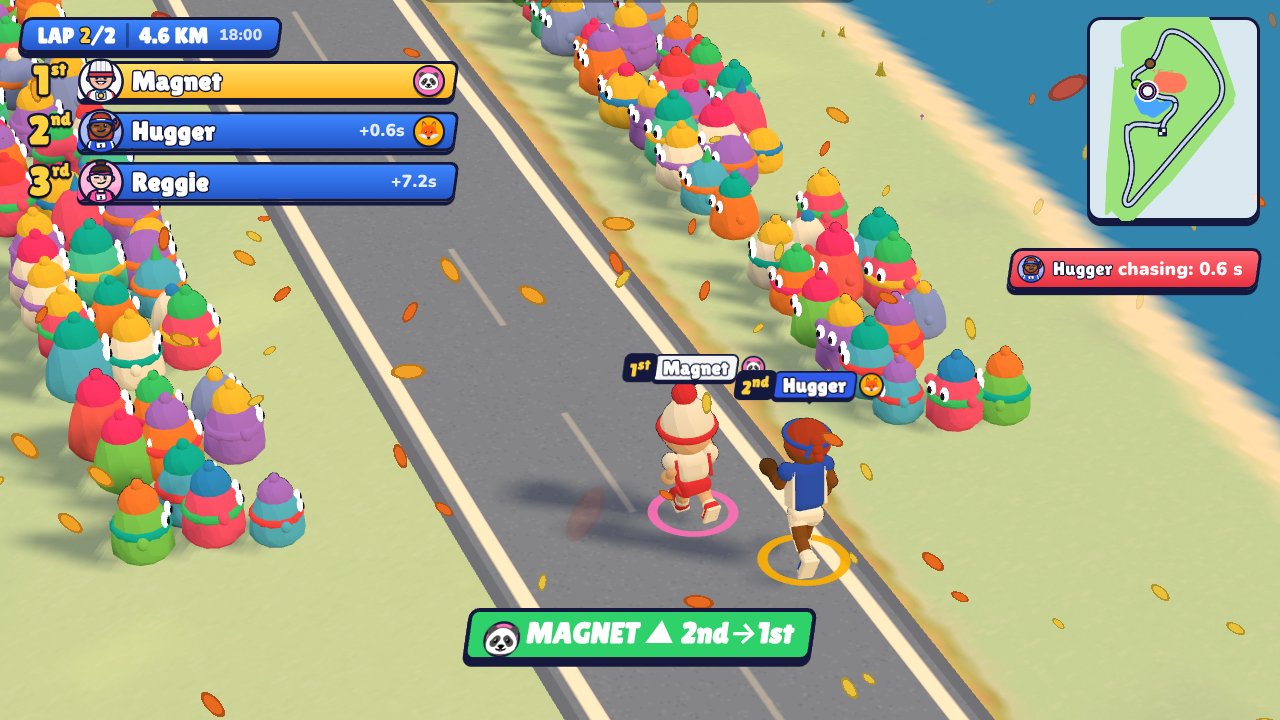 LAP 2/2 4.6 KM 18:00
1st Magnet
2nd Hugger +0.6s
3rd Reggie +7.2s
Hugger chasing: 0.6 s
1st Magnet
2nd Hugger
MAGNET ▲ 2nd→1st